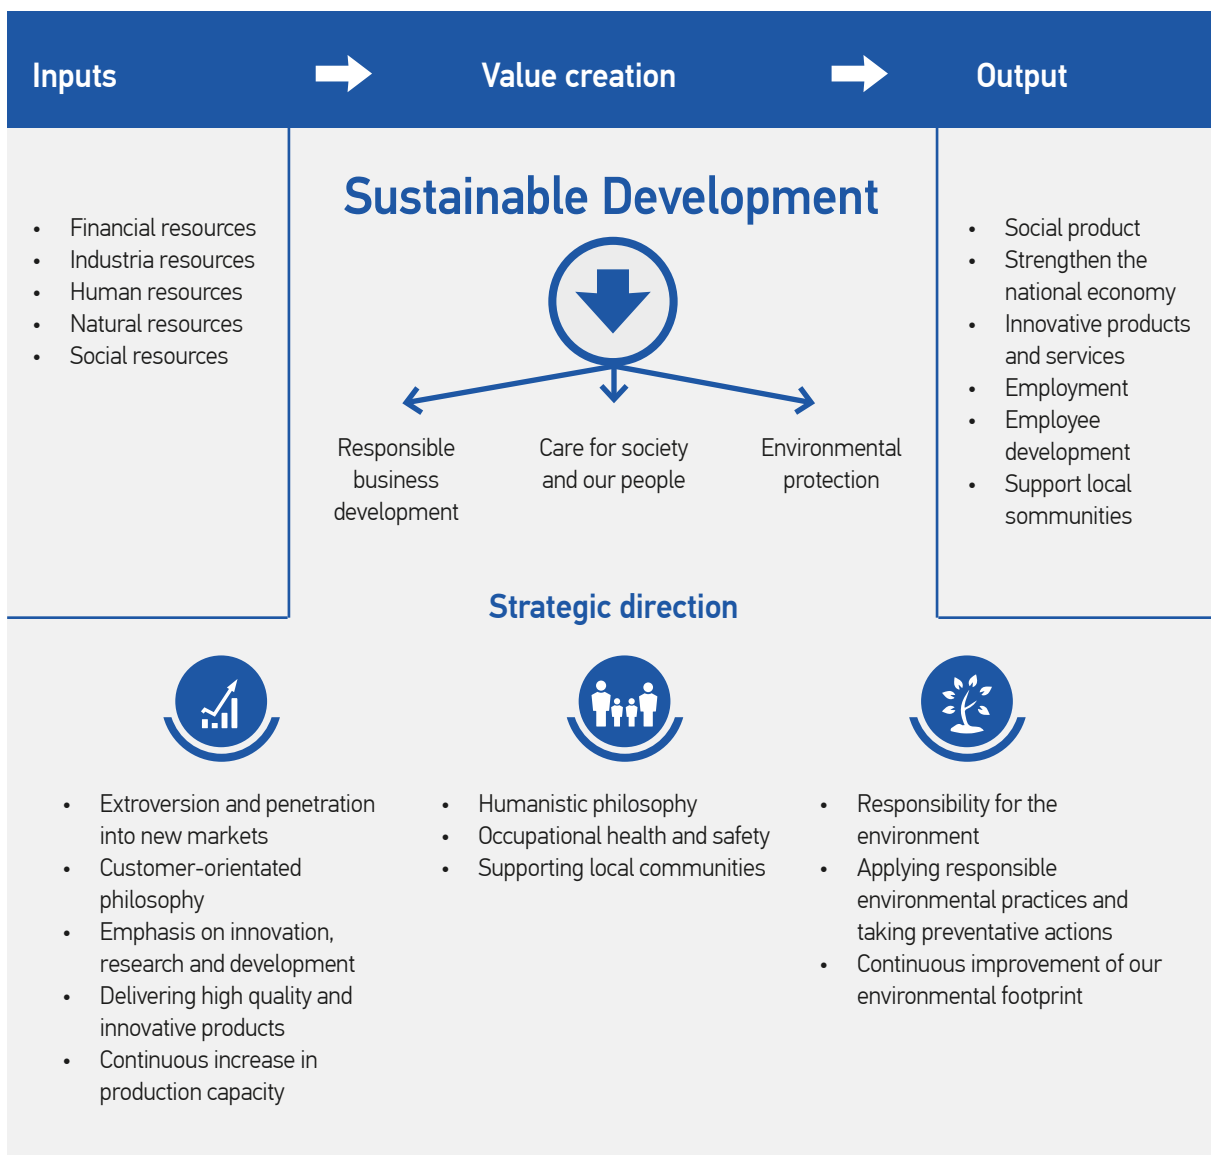 Inputs
Value creation
Output
• Financial resources
• Industria resources
• Human resources
• Natural resources
• Social resources
Sustainable Development
Responsible
business
development
Care for society
and our people
Environmental
protection
• Social product
• Strengthen the
national economy
• Innovative products
and services
• Employment
• Employee
development
• Support local
sommunities
Strategic direction
• Extroversion and penetration
into new markets
• Customer-orientated
philosophy
• Emphasis on innovation,
research and development
• Delivering high quality and
innovative products
• Continuous increase in
production capacity
• Humanistic philosophy
• Occupational health and safety
• Supporting local communities
• Responsibility for the
environment
• Applying responsible
environmental practices and
taking preventative actions
• Continuous improvement of our
environmental footprint